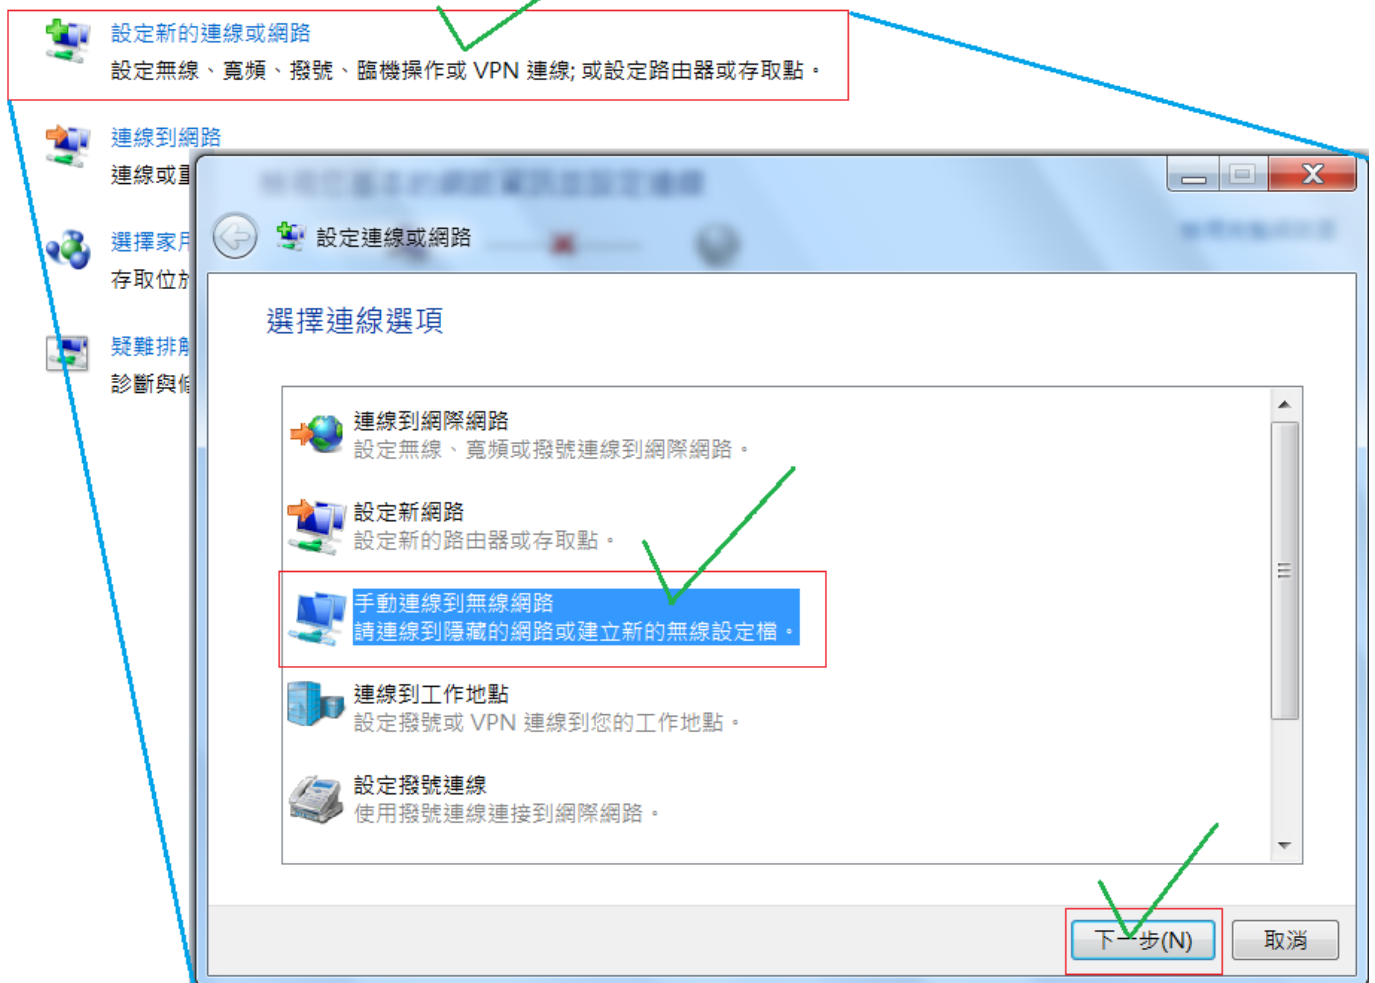 設定新的連線或網路
設定無線、寬頻、撥號、臨機操作或 VPN 連線; 或設定路由器或存取點。
連線到網路
連線或重
選擇家用
存取位於
疑難排解
診斷與修
設定連線或網路
選擇連線選項
連線到網際網路
設定無線、寬頻或撥號連線到網際網路。
設定新網路
設定新的路由器或存取點。
手動連線到無線網路
請連線到隱藏的網路或建立新的無線設定檔。
連線到工作地點
設定撥號或 VPN 連線到您的工作地點。
設定撥號連線
使用撥號連線連接到網際網路。
下一步(N)
取消